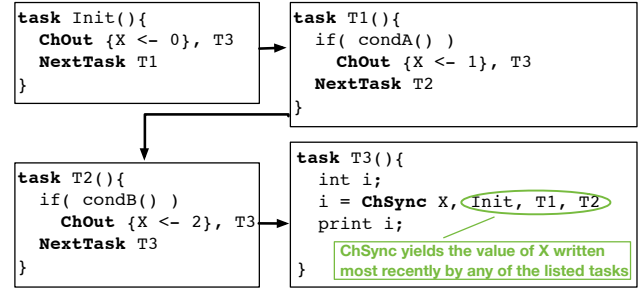 task Init(){
ChOut {X <- 0}, T3
NextTask T1
}
task T1(){
if( condA() )
ChOut {X <- 1}, T3
NextTask T2
}
task T2(){
if( condB() )
ChOut {X <- 2}, T3
NextTask T3
}
task T3(){
int i;
i = ChSync X, Init, T1, T2
print i;
ChSync yields the value of X written
most recently by any of the listed tasks
}